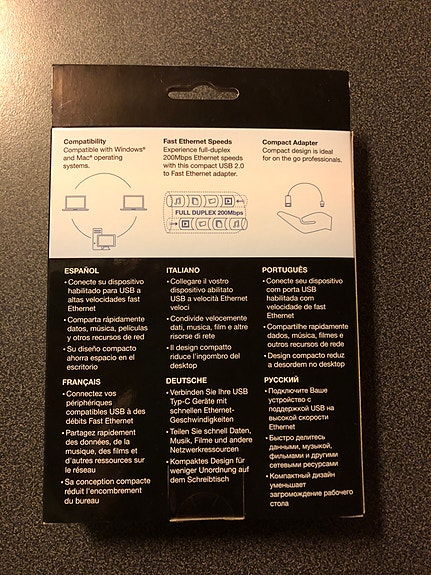 Compatibility
Compatible with Windows®
and Mac® operating
systems.
Fast Ethernet Speeds
Experience full-duplex
200Mbps Ethernet speeds
with this compact USB 2.0
to Fast Ethernet adapter.
Compact Adapter
Compact design is ideal
for on the go professionals.
FULL DUPLEX 200Mbps
ESPAÑOL
• Conecte su dispositivo
habilitado para USB a
altas velocidades fast
Ethernet
• Comparta rápidamente
datos, música, películas
y otros recursos de red
• Su diseño compacto
ahorra espacio en el
escritorio
ITALIANO
• Collegare il vostro
dispositivo abilitato
USB a velocità Ethernet
veloci
• Condivide velocemente
dati, musica, film e altre
risorse di rete
• Il design compatto
riduce l'ingombro del
desktop
PORTUGUÊS
• Conecte seu dispositivo
com porta USB
habilitada com
velocidade de fast
Ethernet
• Compartilhe rapidamente
dados, música, filmes e
outros recursos de rede
• Design compacto reduz
a desordem no desktop
FRANÇAIS
• Connectez vos
périphériques
compatibles USB à des
débits Fast Ethernet
• Partagez rapidement
des données, de la
musique, des films et
d'autres ressources sur
le réseau
• Sa conception compacte
réduit l'encombrement
du bureau
DEUTSCHE
• Verbinden Sie Ihre USB
Typ-C Geräte mit
schnellen Ethernet-
Geschwindigkeiten
• Teilen Sie schnell Daten,
Musik, Filme und andere
Netzwerkressourcen
• Kompaktes Design für
weniger Unordnung auf
dem Schreibtisch
РУССКИЙ
• Подключите Ваше
устройство с
поддержкой USB на
высокой скорости
Ethernet
• Быстро делитесь
данными, музыкой,
фильмами и другими
сетевыми ресурсами
• Компактный дизайн
уменьшает
загромождение рабочего
стола